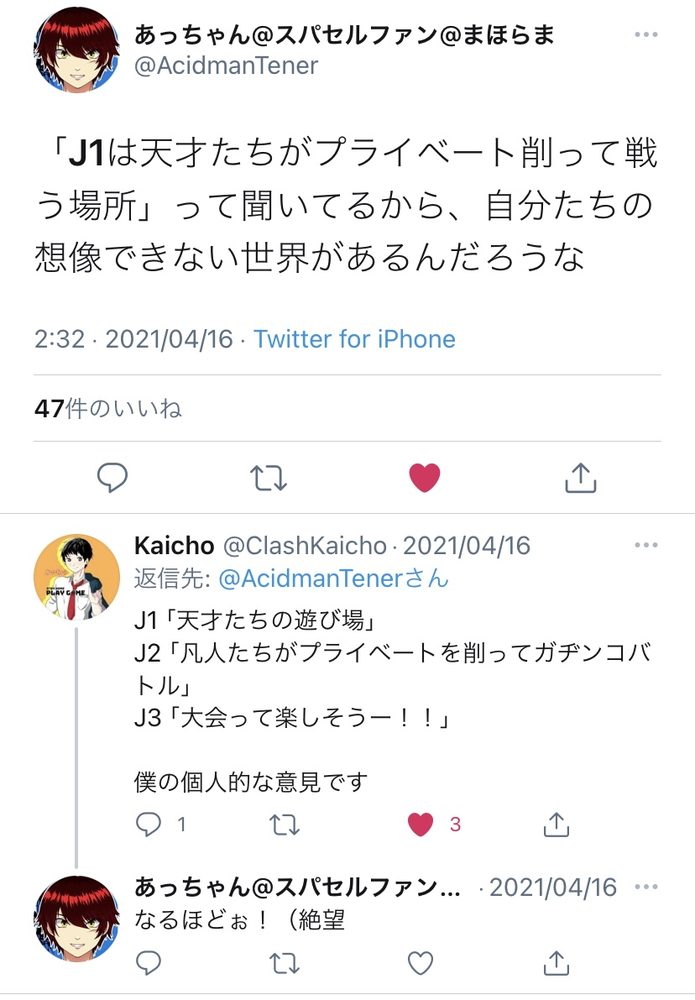 あっちゃん@スパセルファン@まほらま
@AcidmanTener
「J1は天才たちがプライベート削って戦
う場所」って聞いてるから、自分たちの
想像できない世界があるんだろうな
2:32 · 2021/04/16 · Twitter for iPhone
47件のいいね
Kaicho @ClashKaicho · 2021/04/16
返信先: @AcidmanTenerさん
PLAY GAME
J1「天才たちの遊び場」
J2「凡人たちがプライベートを削ってガヂンコバ
トル」
J3「大会って楽しそうー！！」
僕の個人的な意見です
1
3
あっちゃん@スパセルファン... · 2021/04/16
なるほどぉ！（絶望